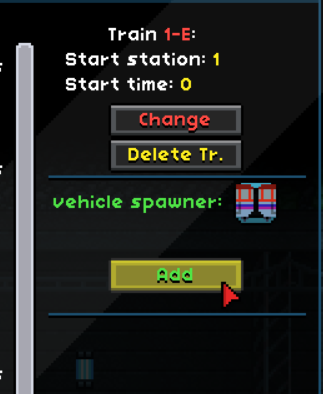 Train 1-E:
Start station: 1
Start time: 0
Change
Delete Tr.
vehicle spawner:
Add